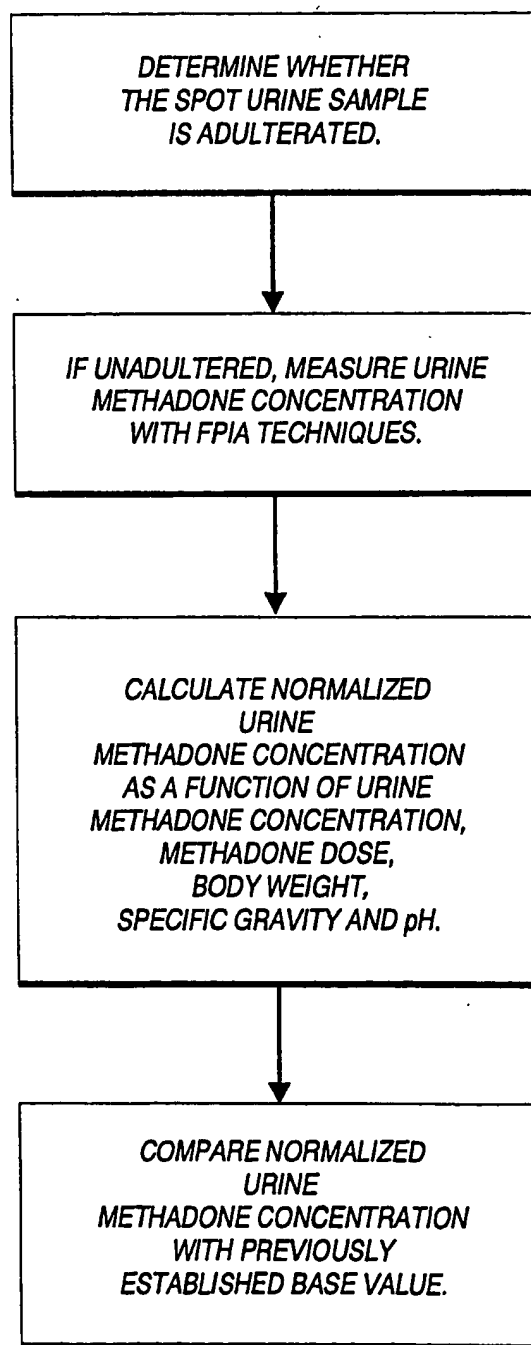 DETERMINE WHETHER
THE SPOT URINE SAMPLE
IS ADULTERATED.
IF UNADULTERED, MEASURE URINE
METHADONE CONCENTRATION
WITH FPIA TECHNIQUES.
CALCULATE NORMALIZED
URINE
METHADONE CONCENTRATION
AS A FUNCTION OF URINE
METHADONE CONCENTRATION,
METHADONE DOSE,
BODY WEIGHT,
SPECIFIC GRAVITY AND pH.
COMPARE NORMALIZED
URINE
METHADONE CONCENTRATION
WITH PREVIOUSLY
ESTABLISHED BASE VALUE.